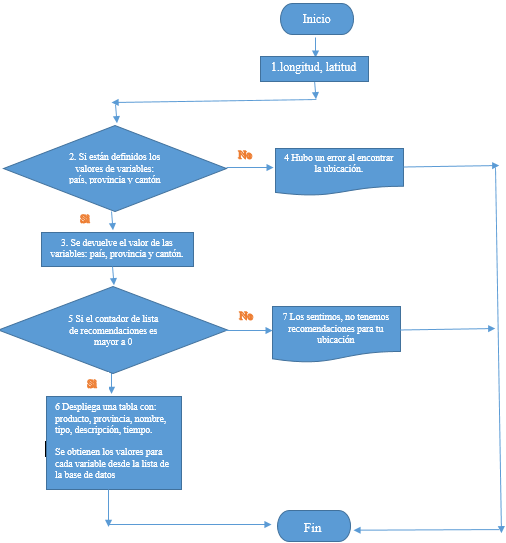 Inicio
1.longitud, latitud
2. Si están definidos los
valores de variables:
país, provincia y cantón
No
4 Hubo un error al encontrar
la ubicación.
Si
3. Se devuelve el valor de las
variables: país, provincia y cantón.
5 Si el contador de lista
de recomendaciones es
mayor a 0
No
7 Los sentimos, no tenemos
recomendaciones para tu
ubicación
Si
6 Despliega una tabla con:
producto, provincia, nombre,
tipo, descripción, tiempo.
Se obtienen los valores para
cada variable desde la lista de
la base de datos
Fin